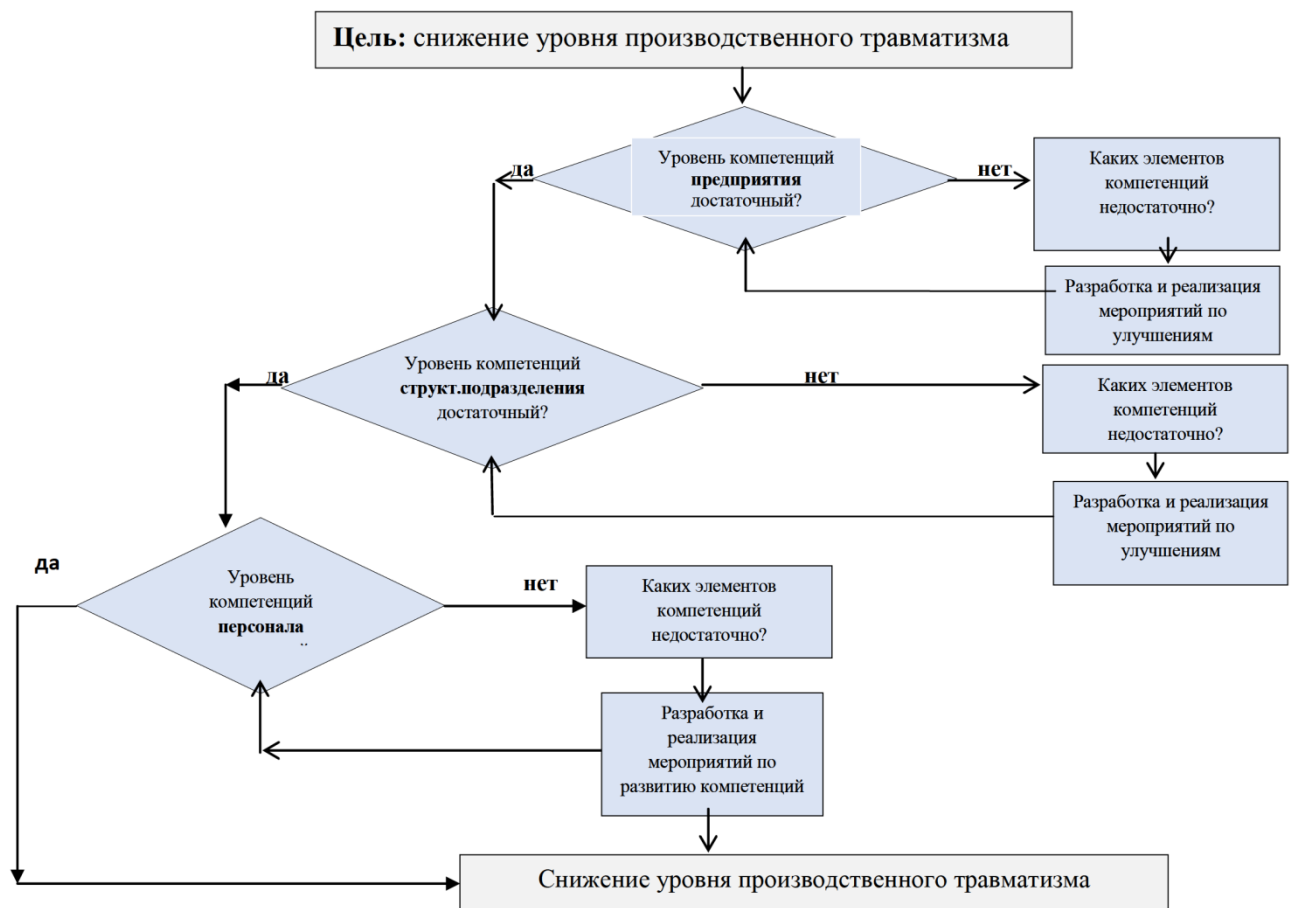 Цель: снижение уровня производственного травматизма
Уровень компетенций
предприятия
достаточный?
да
нет
Каких элементов
компетенций
недостаточно?
Разработка и реализация
мероприятий по
улучшениям
Уровень компетенций
структ.подразделения
достаточный?
да
нет
Каких элементов
компетенций
недостаточно?
Разработка и реализация
мероприятий по
улучшениям
да
Уровень
компетенций
персонала
нет
Каких элементов
компетенций
недостаточно?
Разработка и
реализация
мероприятий по
развитию компетенций
Снижение уровня производственного травматизма